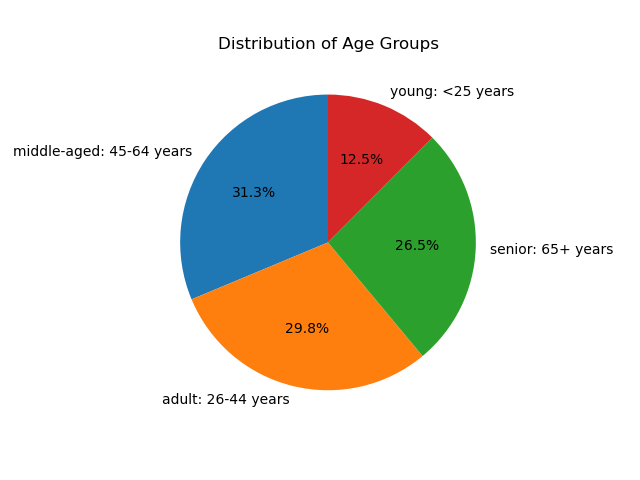 Distribution of Age Groups
young: <25 years
middle-aged: 45-64 years
12.5%
31.3%
26.5%
senior: 65+ years
29.8%
adult: 26-44 years